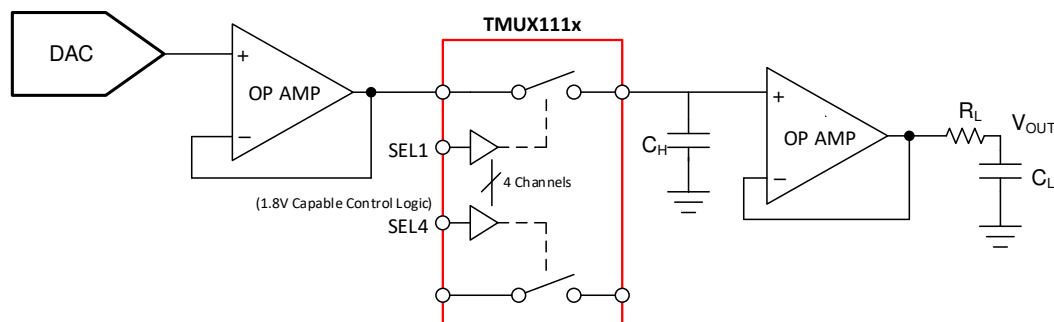 TMUX111x
DAC
+
OP AMP
−
SEL1
4 Channels
(1.8V Capable Control Logic)
SEL4
C_H
+
OP AMP
−
R_L
V_OUT
C_L